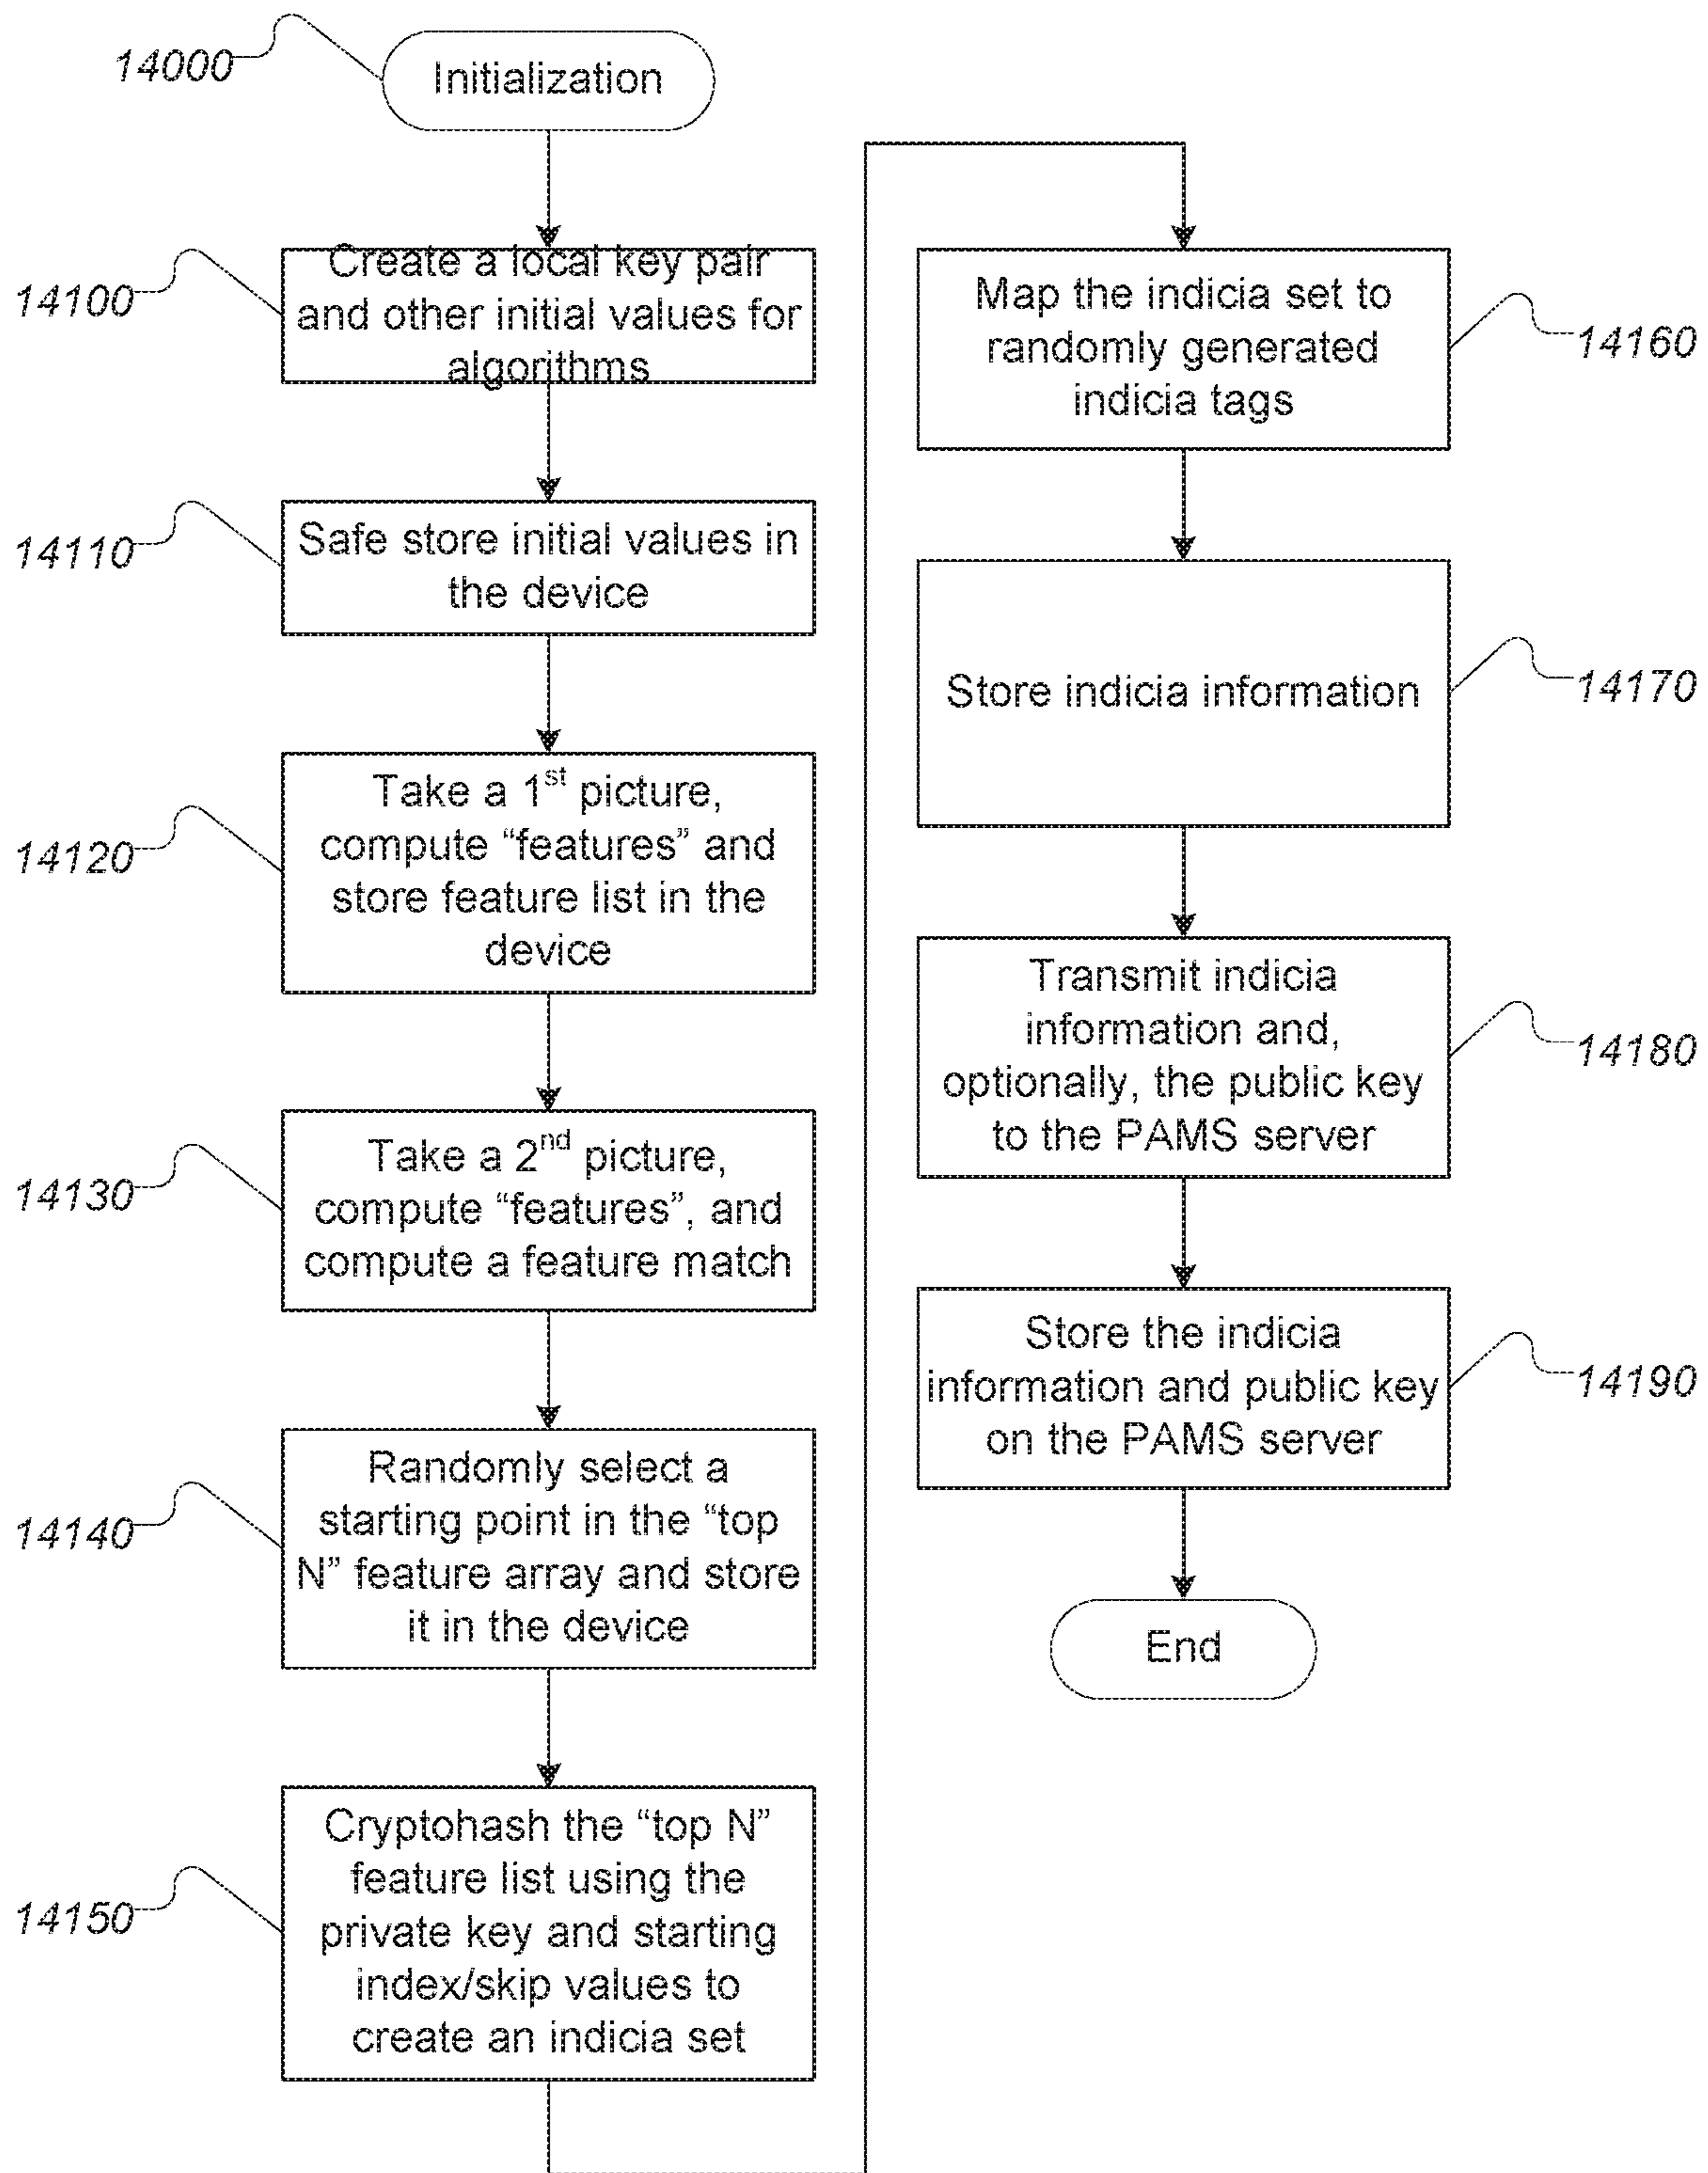 14000
Initialization
14100
Create a local key pair
and other initial values for
algorithms
14110
Safe store initial values in
the device
14120
Take a 1st picture,
compute “features” and
store feature list in the
device
14130
Take a 2nd picture,
compute “features”, and
compute a feature match
14140
Randomly select a
starting point in the “top
N” feature array and store
it in the device
14150
Cryptohash the “top N”
feature list using the
private key and starting
index/skip values to
create an indicia set
Map the indicia set to
randomly generated
indicia tags
14160
Store indicia information
14170
Transmit indicia
information and,
optionally, the public key
to the PAMS server
14180
Store the indicia
information and public key
on the PAMS server
14190
End